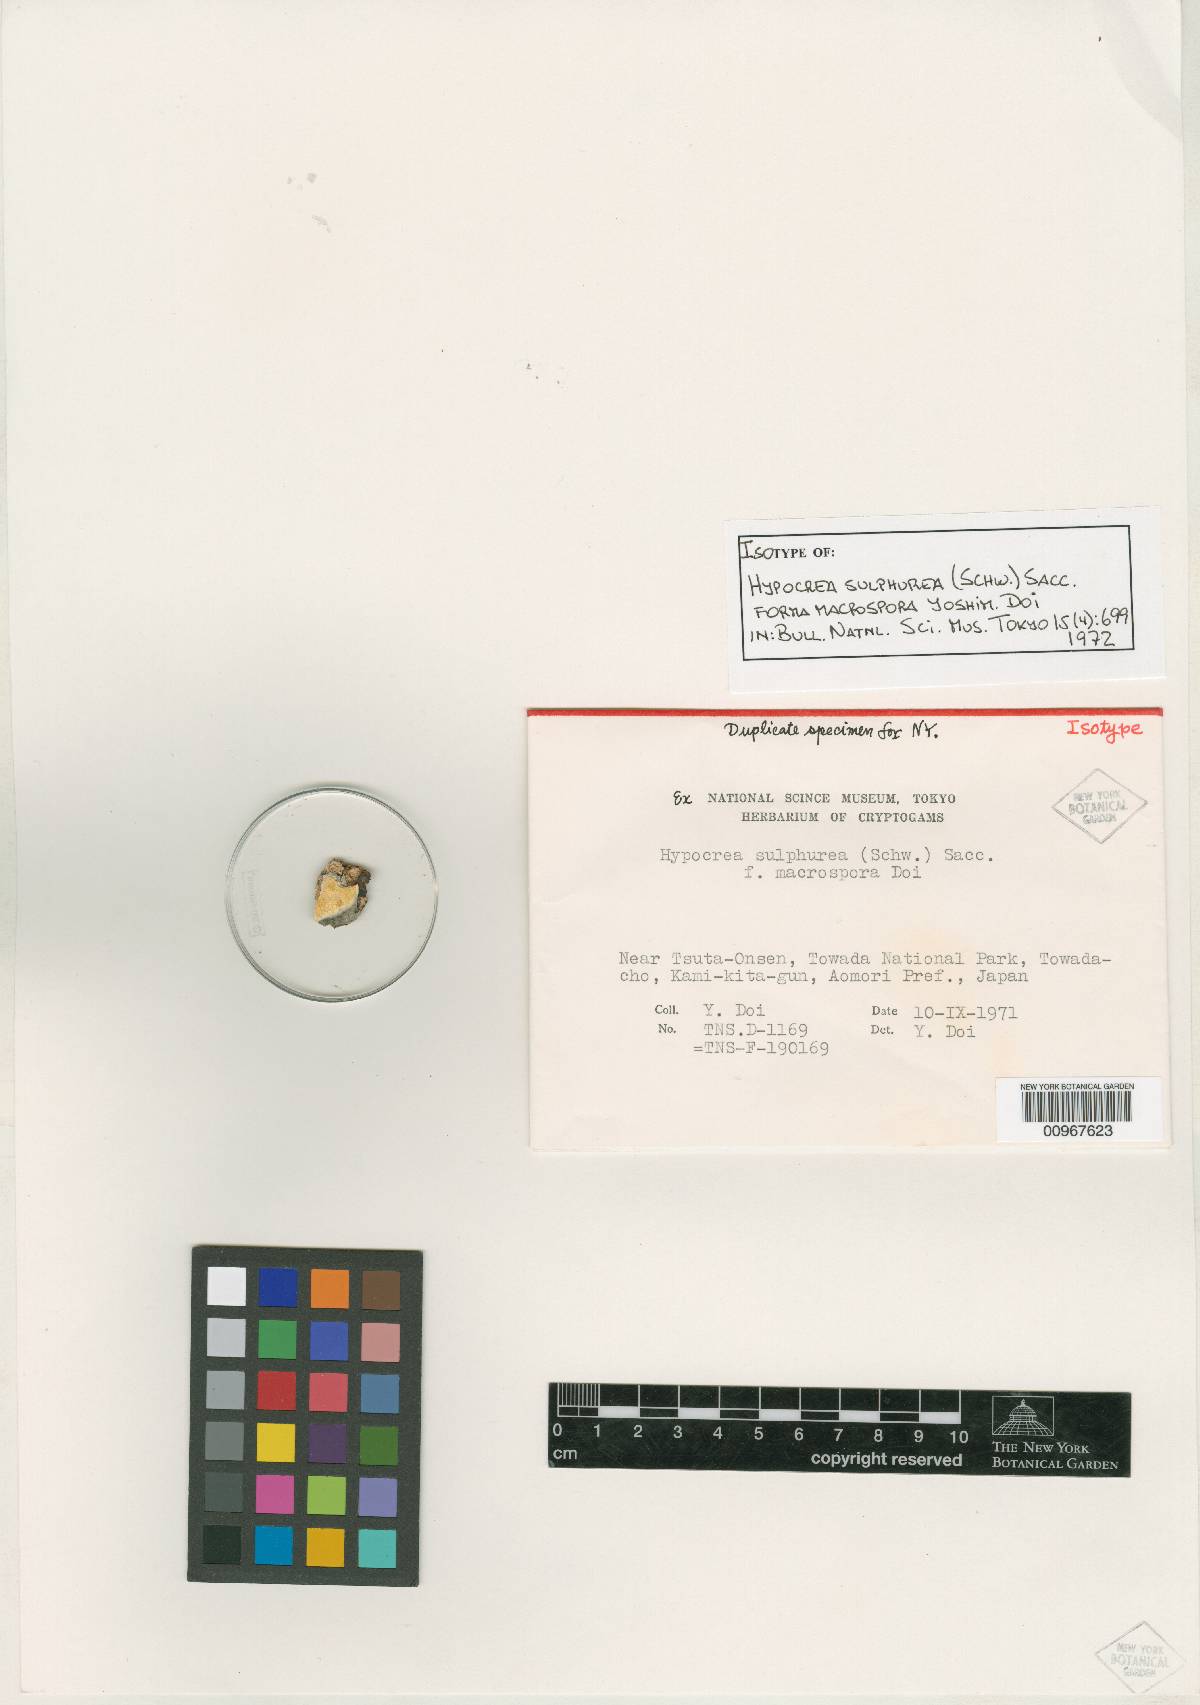 ISOTYPE OF:
HYPOCREA SULPHUREA (SCHW.) SACC.
FORMA MACROSPORA YOSHIM. DOI
IN: BULL. NATNL. SCI. MUS. TOKYO 15(4):699
1972
Duplicate specimen for NY.
Isotype
Ex NATIONAL SCINCE MUSEUM, TOKYO
HERBARIUM OF CRYPTOGAMS
NEW YORK
BOTANICAL
GARDEN
Hypocrea sulphurea (Schw.) Sacc.
f. macrospora Doi
Near Tsuta-Onsen, Towada National Park, Towada-
cho, Kami-kita-gun, Aomori Pref., Japan
Coll. Y. Doi Date 10-IX-1971
No. TNS.D-1169 Det. Y. Doi
=TNS-F-190169
NEW YORK BOTANICAL GARDEN
00967623
0 1 2 3 4 5 6 7 8 9 10
cm
copyright reserved
THE NEW YORK
BOTANICAL GARDEN
NEW YORK
BOTANICAL
GARDEN